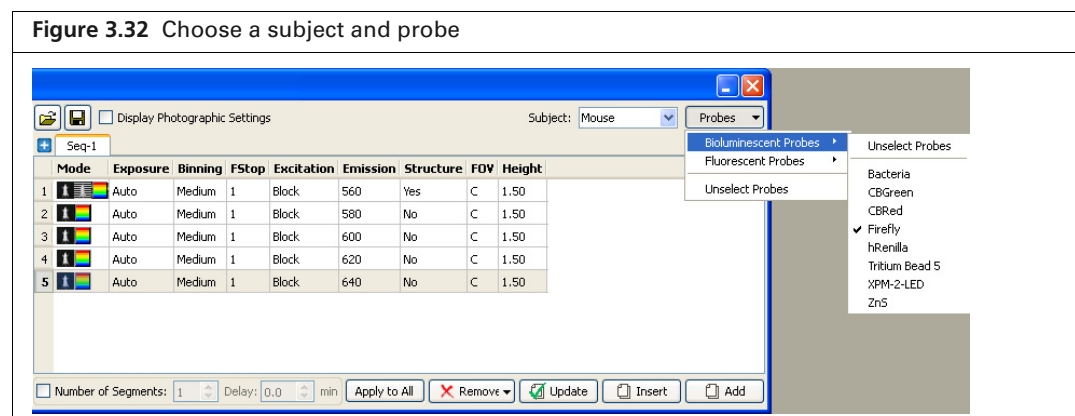 Figure 3.32 Choose a subject and probe
Display Photographic Settings Subject: Mouse Probes
Seq-1
Mode Exposure Binning FStop Excitation Emission Structure FOV Height
1 Auto Medium 1 Block 560 Yes C 1.50
2 Auto Medium 1 Block 580 No C 1.50
3 Auto Medium 1 Block 600 No C 1.50
4 Auto Medium 1 Block 620 No C 1.50
5 Auto Medium 1 Block 640 No C 1.50
Bioluminescent Probes
Fluorescent Probes
Unselect Probes
Unselect Probes
Bacteria
CBGreen
CBRed
Firefly
hRenilla
Tritium Bead 5
XPM-2-LED
ZnS
Number of Segments: 1 Delay: 0.0 min Apply to All Remove Update Insert Add